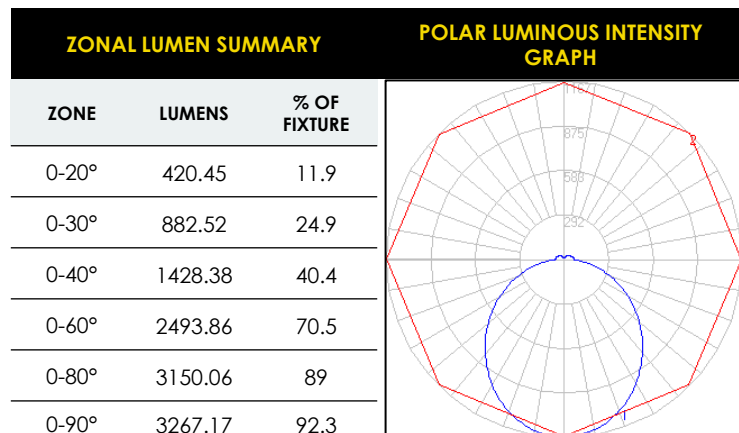 ZONAL LUMEN SUMMARY
POLAR LUMINOUS INTENSITY
GRAPH
ZONE LUMENS % OF
FIXTURE
0-20° 420.45 11.9
0-30° 882.52 24.9
0-40° 1428.38 40.4
0-60° 2493.86 70.5
0-80° 3150.06 89
0-90° 3267.17 92.3
1167
875
583
292
2
1